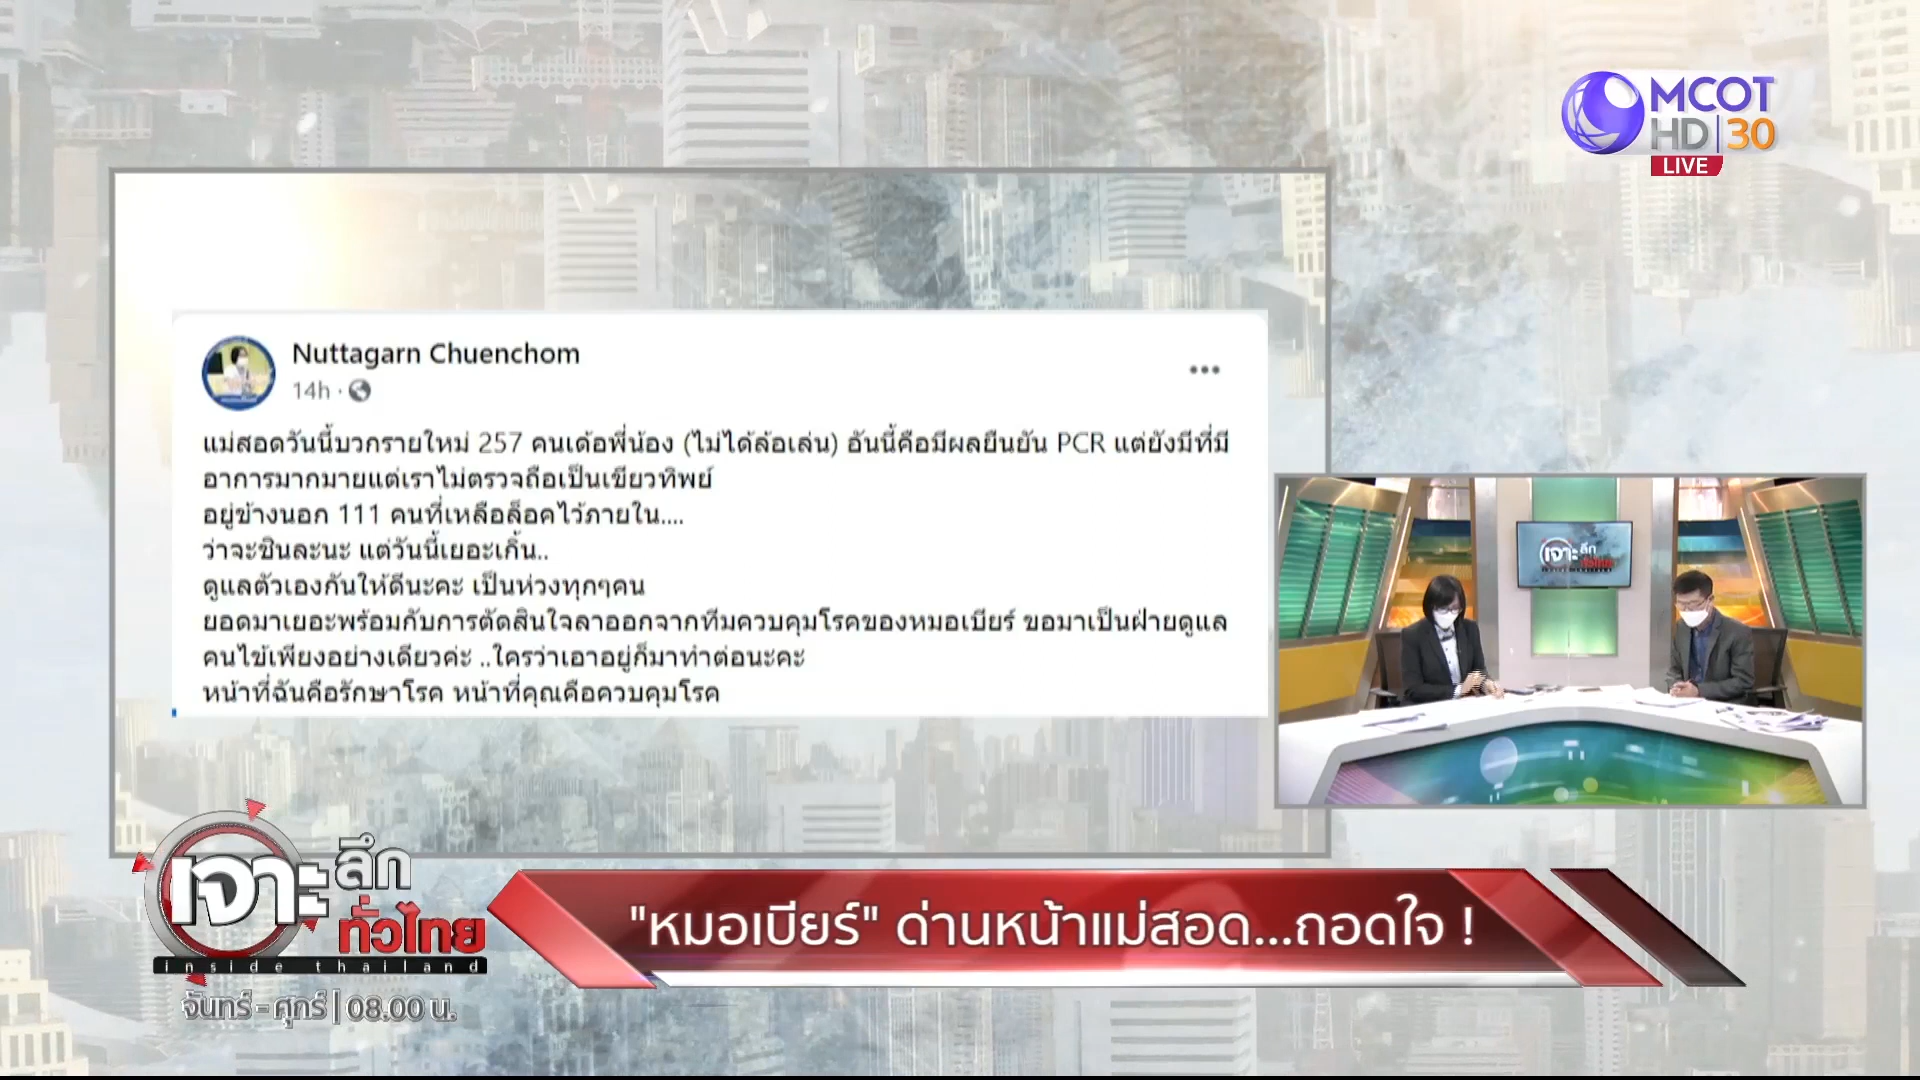 MCOT
HD 30
LIVE
Nuttagarn Chuenchom
14h ·
แม่สอดวันนี้บวกรายใหม่ 257 คนเด้อพี่น้อง (ไม่ได้ล้อเล่น) อันนี้คือมีผลยืนยัน PCR แต่ยังมีที่มี
อาการมากมายแต่เราไม่ตรวจถือเป็นเขียวทิพย์
อยู่ข้างนอก 111 คนที่เหลือล็อคไว้ภายใน....
ว่าจะชินละนะ แต่วันนี้เยอะเกิ้น..
ดูแลตัวเองกันให้ดีนะคะ เป็นห่วงทุกๆคน
ยอดมาเยอะพร้อมกับการตัดสินใจลาออกจากทีมควบคุมโรคของหมอเบียร์ ขอมาเป็นฝ่ายดูแล
คนไข้เพียงอย่างเดียวค่ะ ..ใครว่าเอาอยู่ก็มาทำต่อนะคะ
หน้าที่ฉันคือรักษาโรค หน้าที่คุณคือควบคุมโรค
เจาะลึก
ทั่วไทย
เจาะลึก
ทั่วไทย
inside thailand
จันทร์ - ศุกร์ | 08.00 น.
"หมอเบียร์" ด่านหน้าแม่สอด...ถอดใจ !